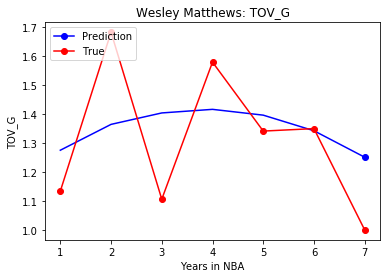 Wesley Matthews: TOV_G
Prediction
True
1.7
1.6
1.5
1.4
1.3
1.2
1.1
1.0
TOV_G
1 2 3 4 5 6 7
Years in NBA